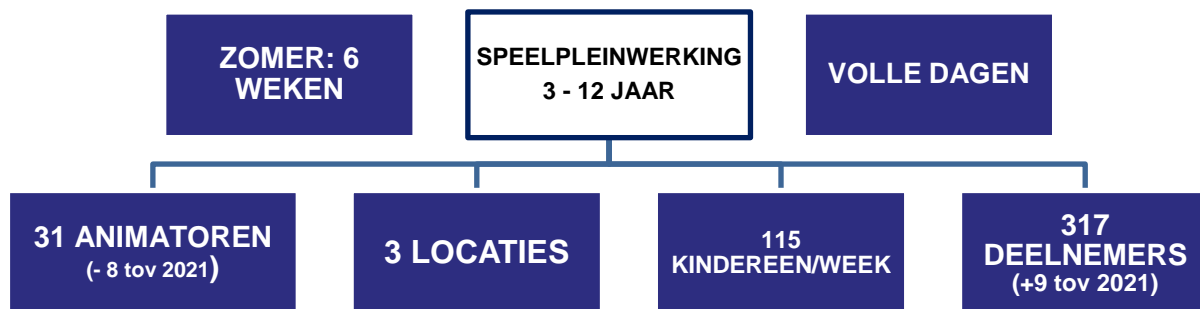 ZOMER: 6
WEKEN
SPEELPLEINWERKING
3 - 12 JAAR
VOLLE DAGEN
31 ANIMATOREN
(- 8 tov 2021)
3 LOCATIES
115
KINDEREEN/WEEK
317
DEELNEMERS
(+9 tov 2021)